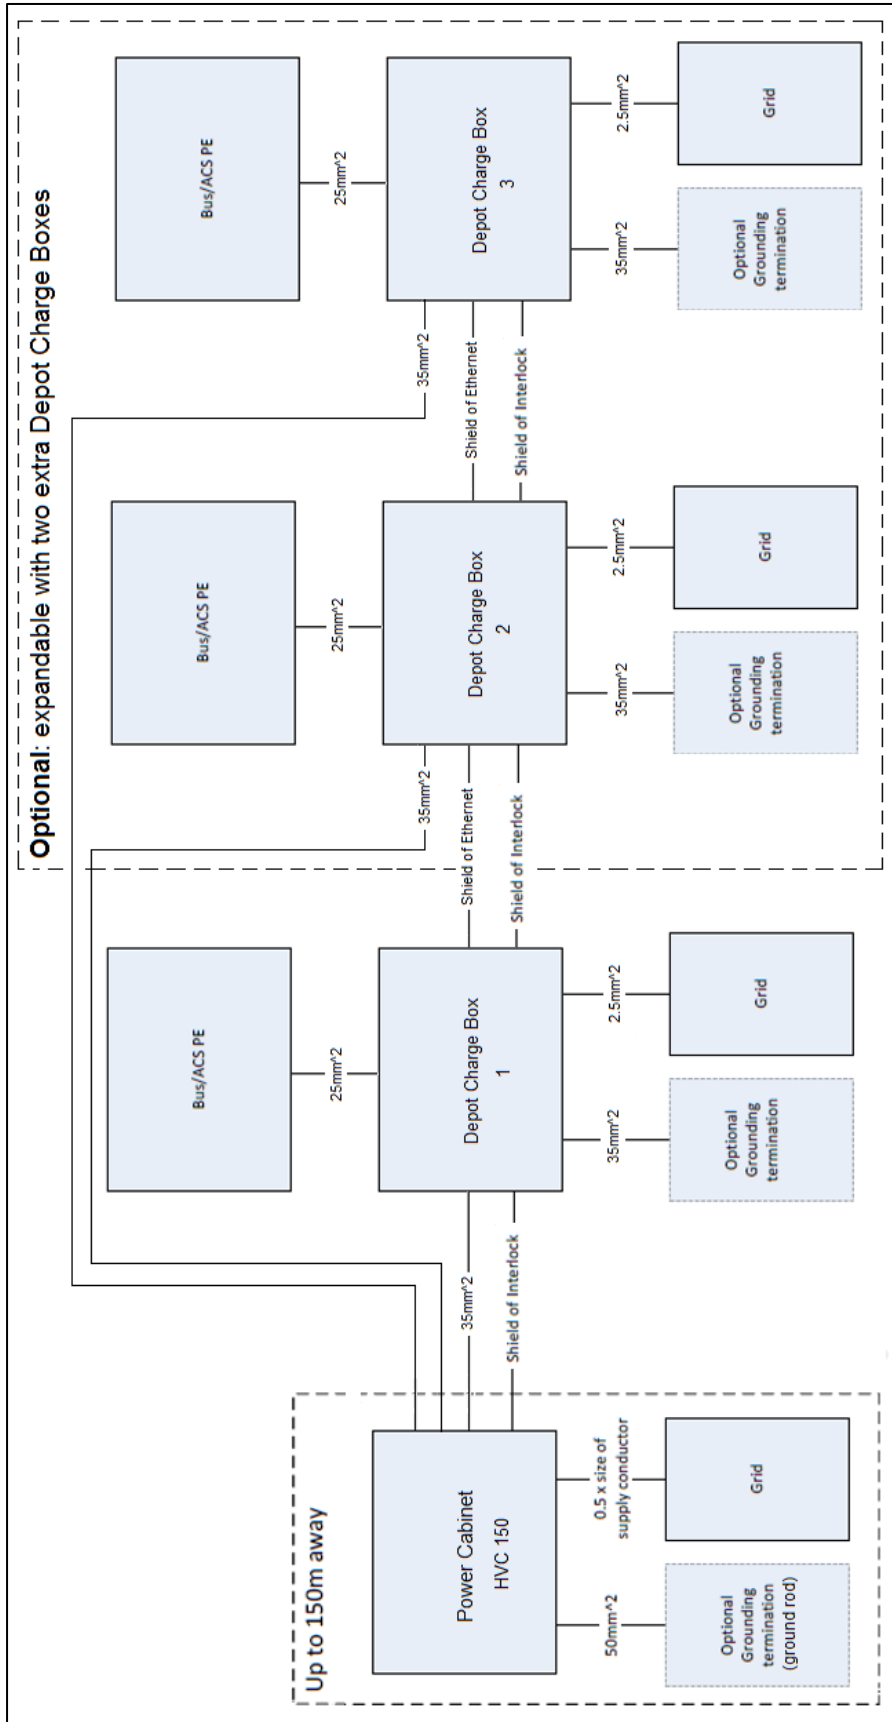 Optional: expandable with two extra Depot Charge Boxes
Up to 150m away
Power Cabinet
HVC 150
50mm^2
0.5 x size of
supply conductor
Optional
Grounding
termination
(ground rod)
Grid
35mm^2
Shield of Interlock
Bus/ACS PE
25mm^2
Depot Charge Box
1
35mm^2
2.5mm^2
Optional
Grounding
termination
Grid
35mm^2
Shield of Ethernet
Shield of Interlock
Bus/ACS PE
25mm^2
Depot Charge Box
2
35mm^2
2.5mm^2
Optional
Grounding
termination
Grid
35mm^2
Shield of Ethernet
Shield of Interlock
Bus/ACS PE
25mm^2
Depot Charge Box
3
35mm^2
2.5mm^2
Optional
Grounding
termination
Grid